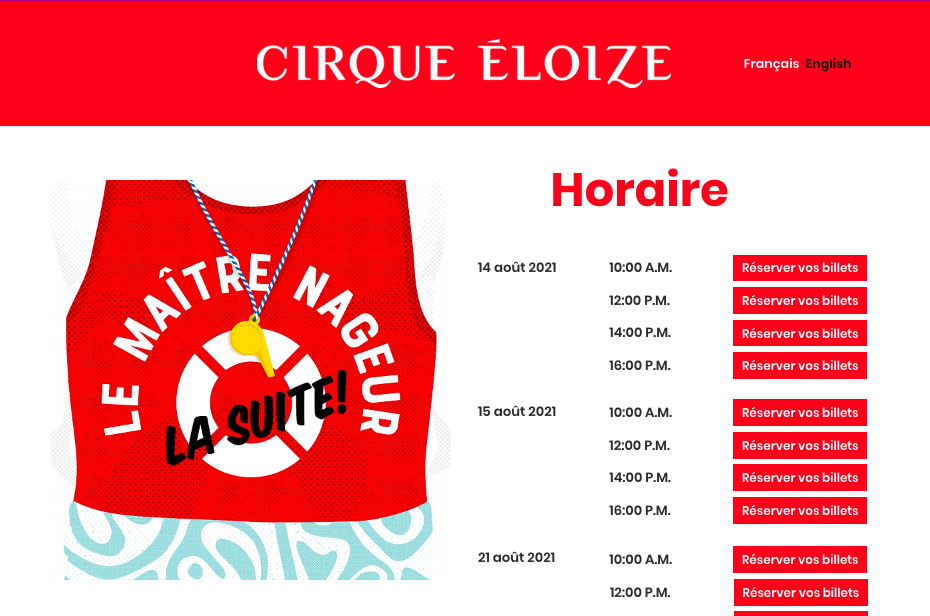 CIRQUE ÉLOIZE
Français English
LE MAÎTRE NAGEUR
LA SUITE!
Horaire
14 août 2021 10:00 A.M. Réserver vos billets
12:00 P.M. Réserver vos billets
14:00 P.M. Réserver vos billets
16:00 P.M. Réserver vos billets
15 août 2021 10:00 A.M. Réserver vos billets
12:00 P.M. Réserver vos billets
14:00 P.M. Réserver vos billets
16:00 P.M. Réserver vos billets
21 août 2021 10:00 A.M. Réserver vos billets
12:00 P.M. Réserver vos billets